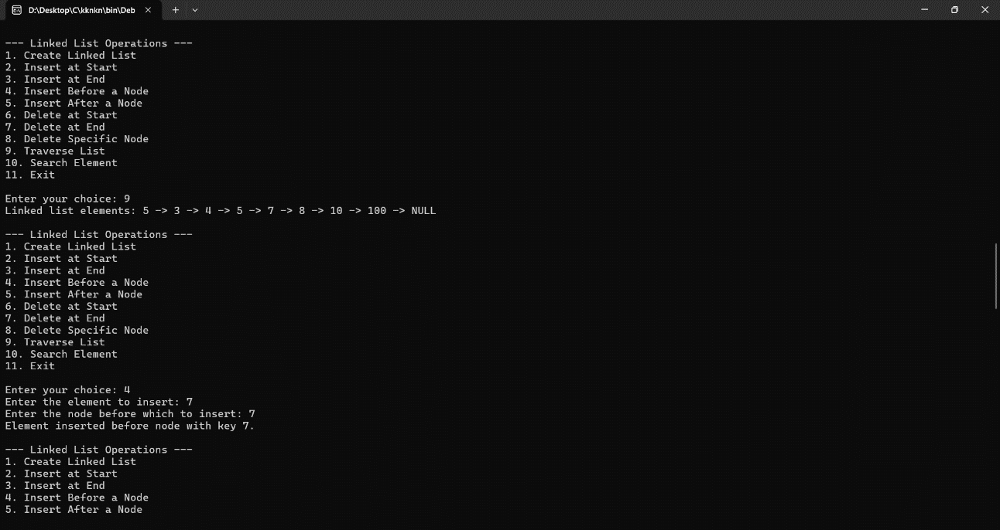 D:\Desktop\C\kknkn\bin\Deb
--- Linked List Operations ---
1. Create Linked List
2. Insert at Start
3. Insert at End
4. Insert Before a Node
5. Insert After a Node
6. Delete at Start
7. Delete at End
8. Delete Specific Node
9. Traverse List
10. Search Element
11. Exit
Enter your choice: 9
Linked list elements: 5 -> 3 -> 4 -> 5 -> 7 -> 8 -> 10 -> 100 -> NULL
--- Linked List Operations ---
1. Create Linked List
2. Insert at Start
3. Insert at End
4. Insert Before a Node
5. Insert After a Node
6. Delete at Start
7. Delete at End
8. Delete Specific Node
9. Traverse List
10. Search Element
11. Exit
Enter your choice: 4
Enter the element to insert: 7
Enter the node before which to insert: 7
Element inserted before node with key 7.
--- Linked List Operations ---
1. Create Linked List
2. Insert at Start
3. Insert at End
4. Insert Before a Node
5. Insert After a Node